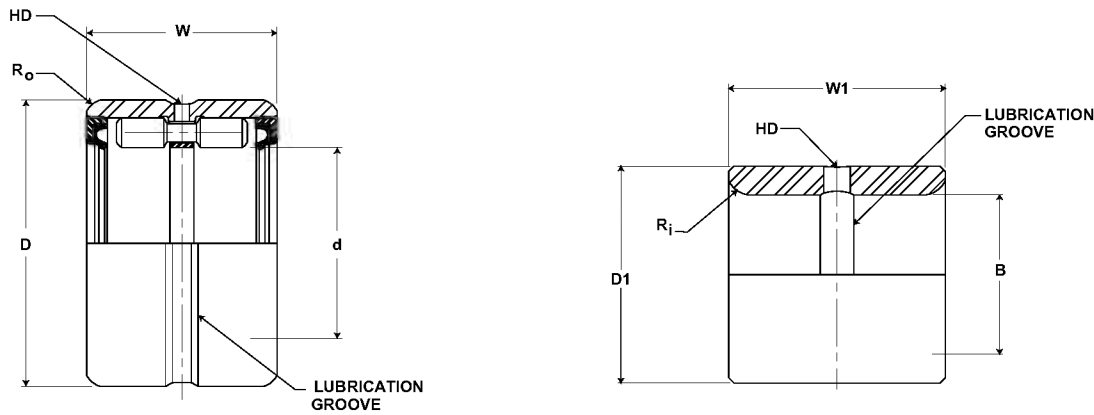 HD
W
Ro
D
d
LUBRICATION
GROOVE
W1
HD
LUBRICATION
GROOVE
Ri
D1
B